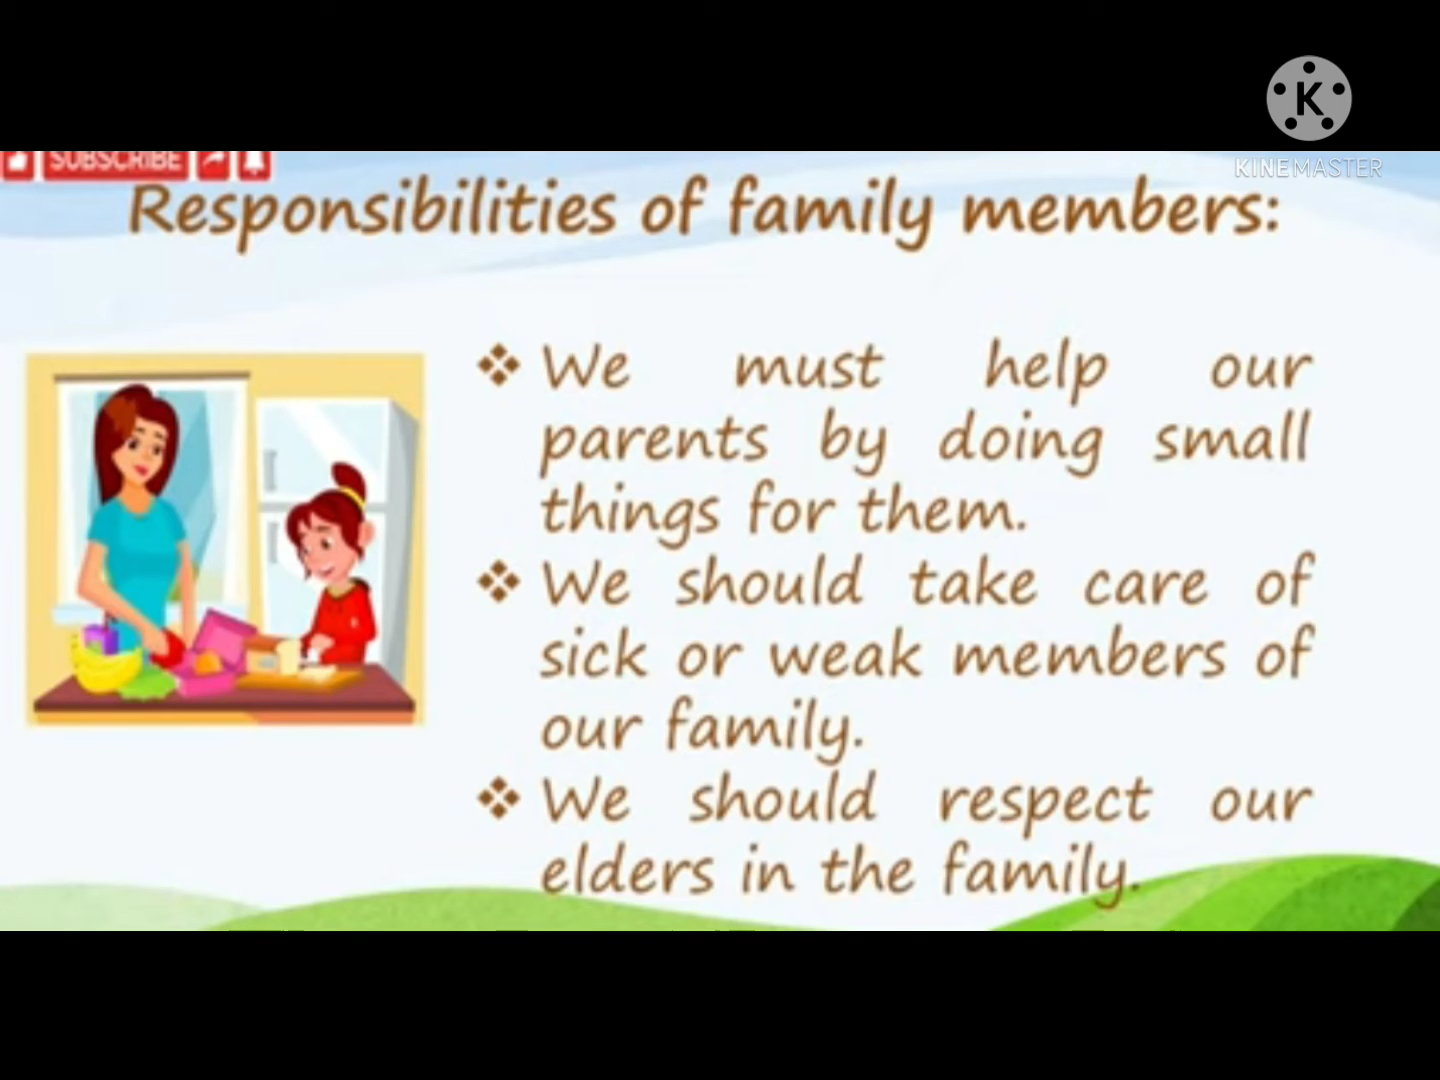 K
KINEMASTER
SUBSCRIBE
Responsibilities of family members:
❖ We must help our
parents by doing small
things for them.
❖ We should take care of
sick or weak members of
our family.
❖ We should respect our
elders in the family.